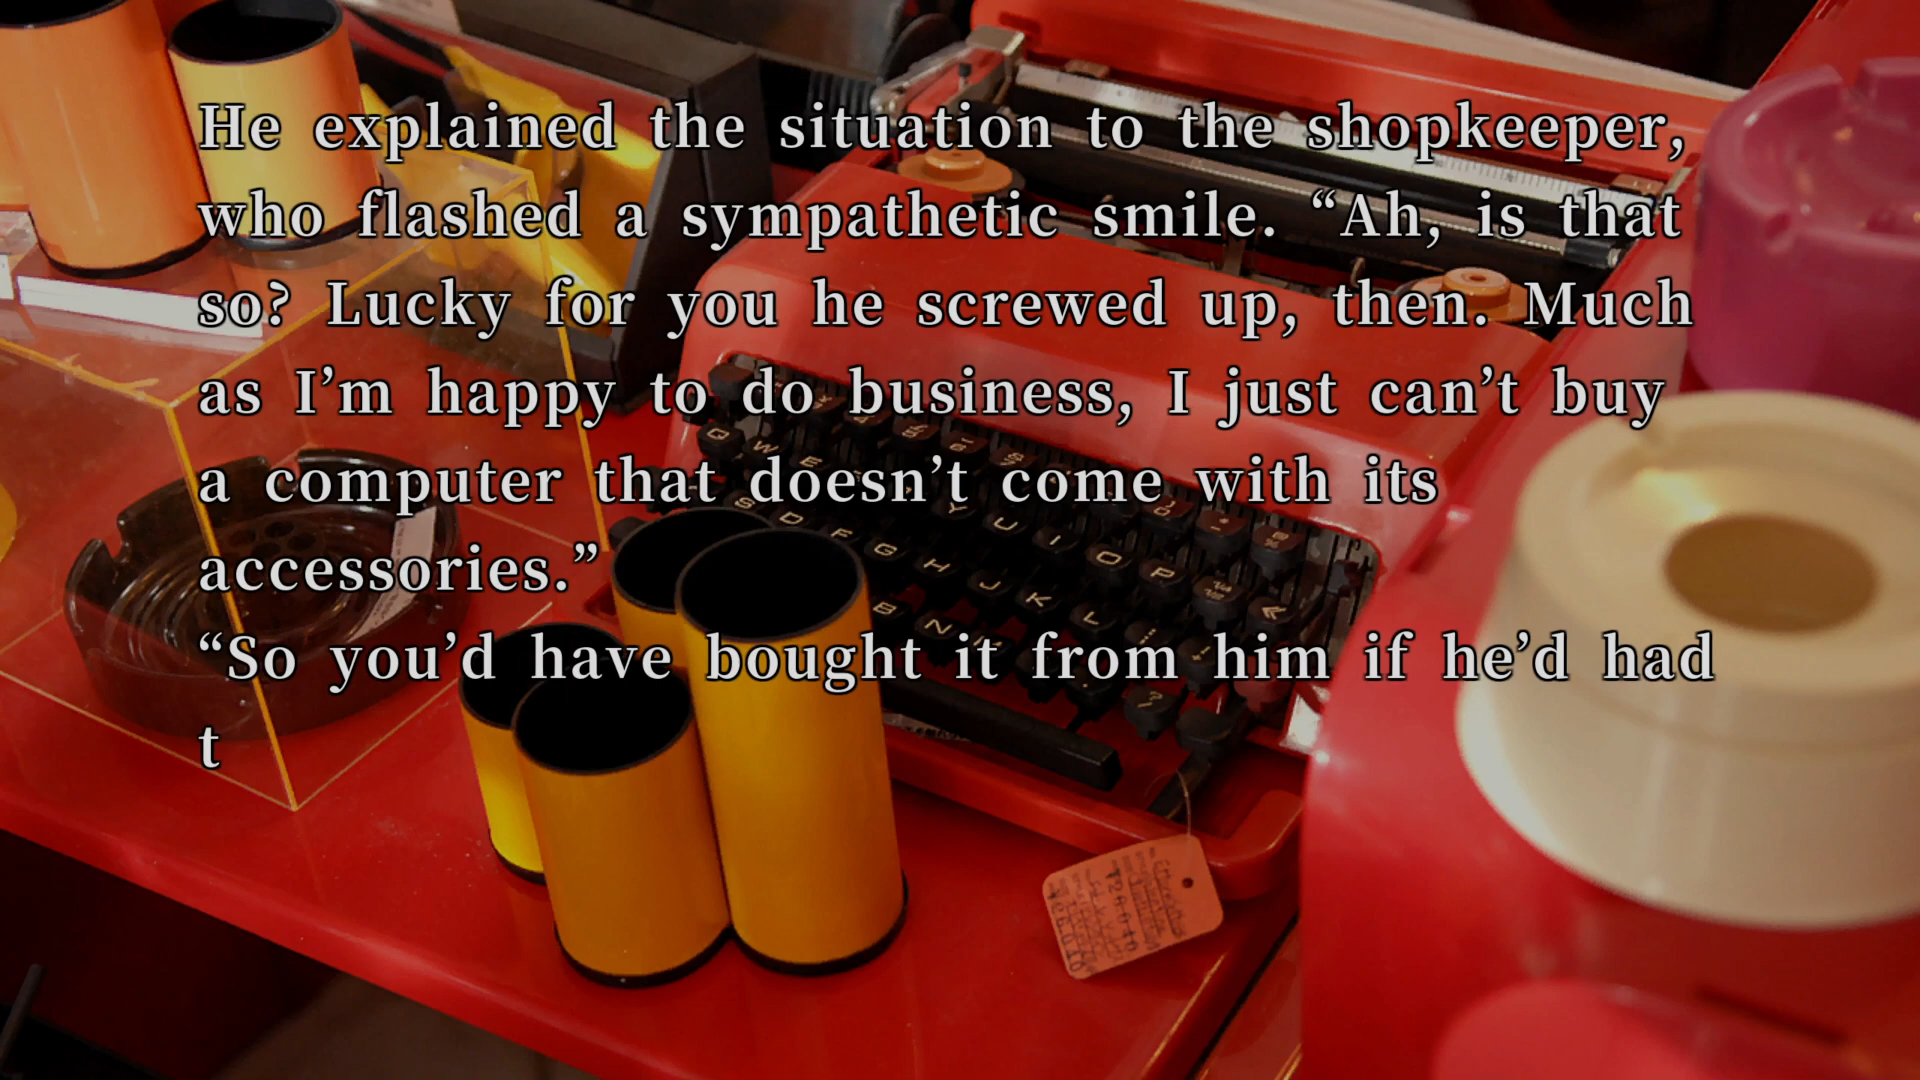 He explained the situation to the shopkeeper,
who flashed a sympathetic smile. “Ah, is that
so? Lucky for you he screwed up, then. Much
as I’m happy to do business, I just can’t buy
a computer that doesn’t come with its
accessories.”
“So you’d have bought it from him if he’d had
t